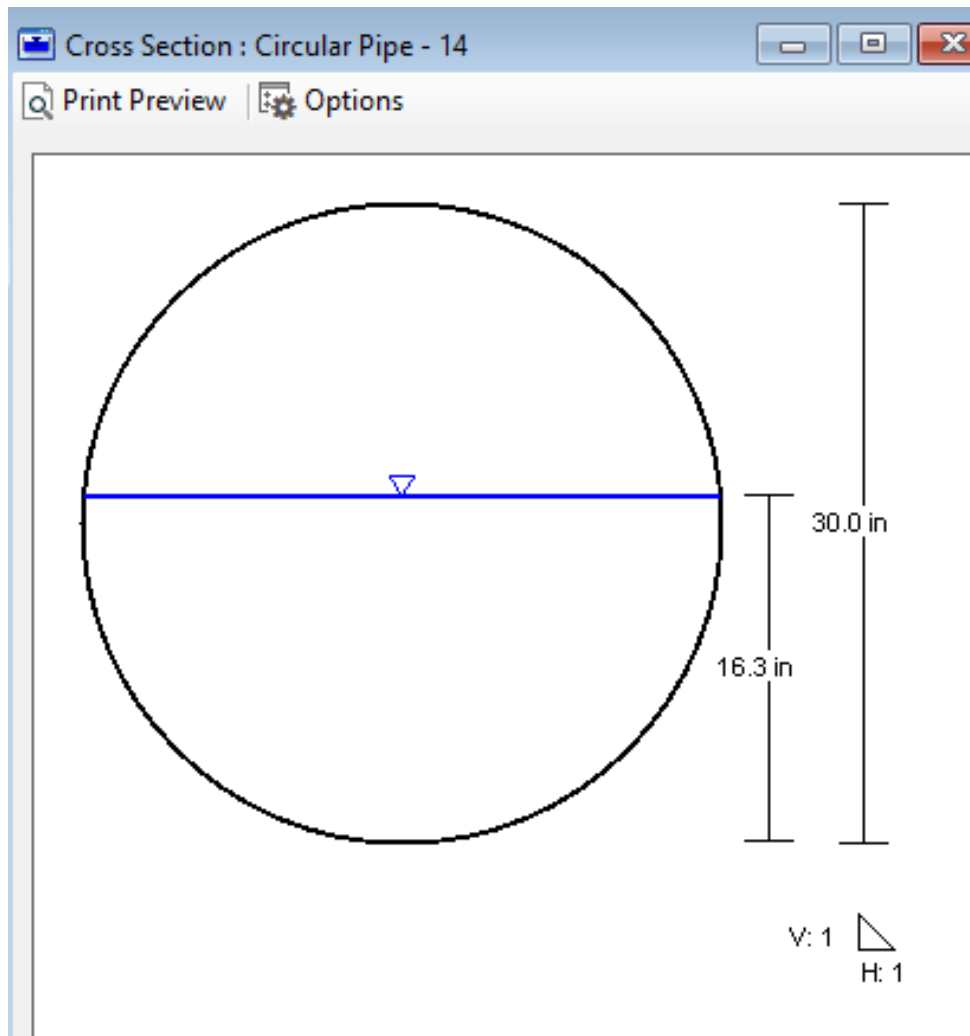 Cross Section : Circular Pipe - 14
Print Preview Options
30.0 in
16.3 in
V: 1
H: 1